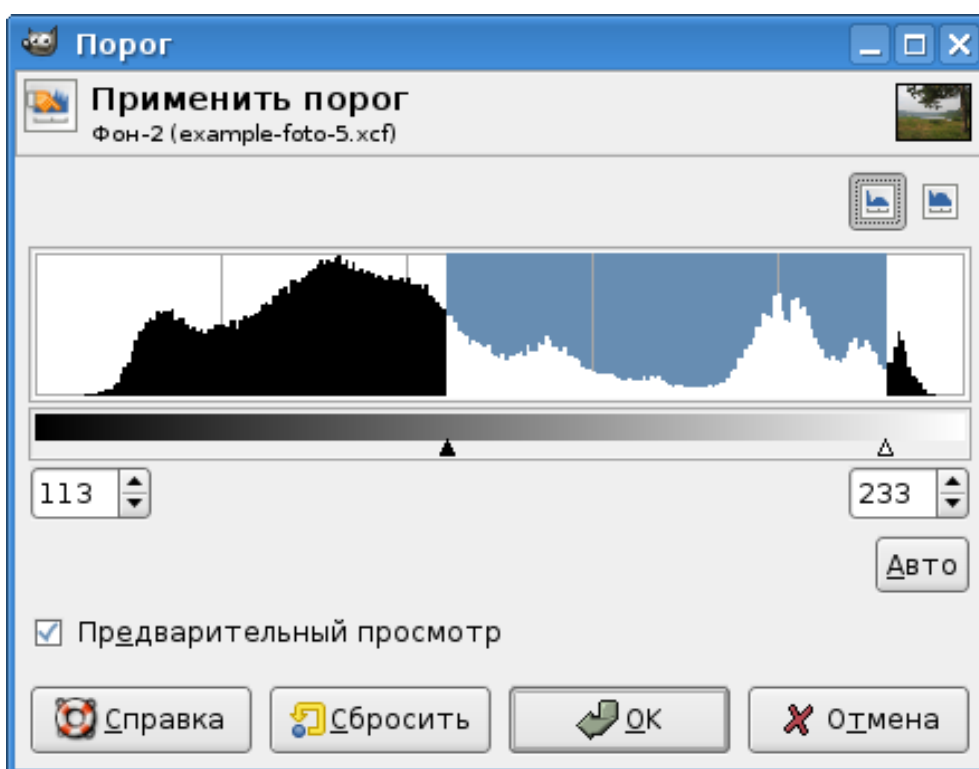 Порог
Применить порог
Фон-2 (example-foto-5.xcf)
113
233
Авто
Предварительный просмотр
Справка
Сбросить
OK
Отмена